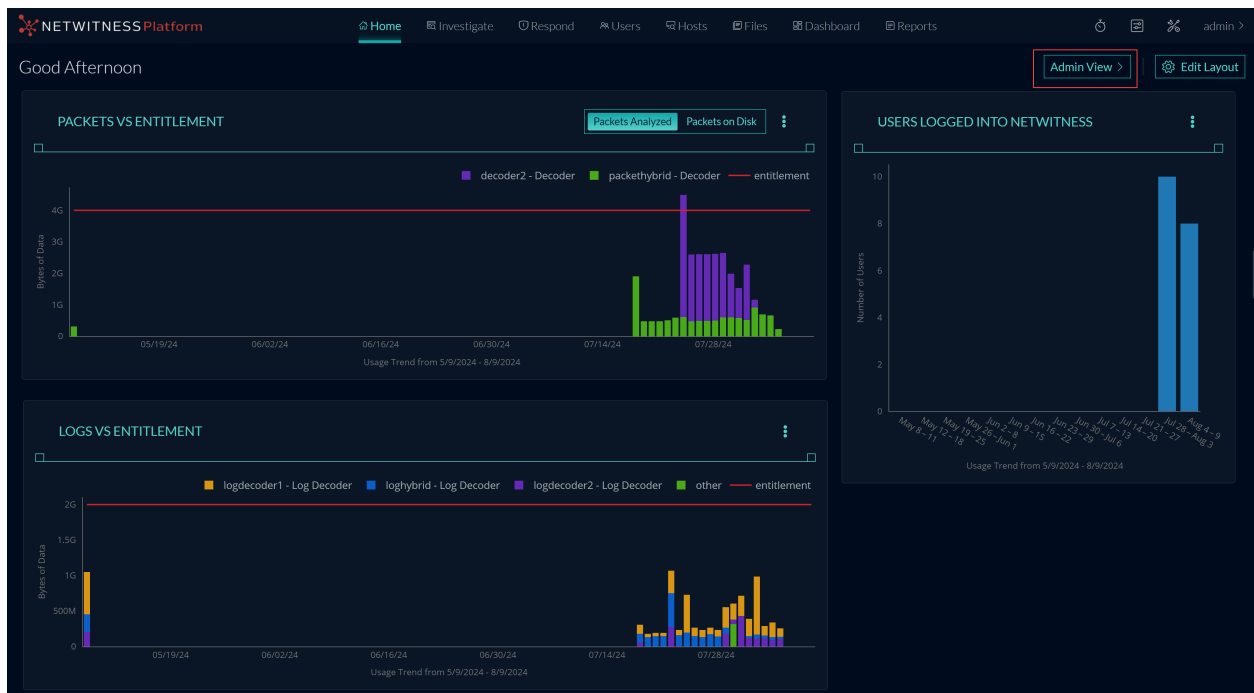 NETWITNESS Platform
Home Investigate Respond Users Hosts Files Dashboard Reports admin >
Good Afternoon
Admin View >
Edit Layout
PACKETS VS ENTITLEMENT
Packets Analyzed Packets on Disk
decoder2 - Decoder packethybrid - Decoder entitlement
4G
3G
2G
1G
0
Bytes of Data
05/19/24 06/02/24 06/16/24 06/30/24 07/14/24 07/28/24
Usage Trend from 5/9/2024 - 8/9/2024
USERS LOGGED INTO NETWITNESS
10
8
6
4
2
0
Number of Users
May 8 - 11
May 12 - 18
May 19 - 25
May 26 - Jun 1
Jun 2 - 8
Jun 9 - 15
Jun 16 - 22
Jun 23 - 29
Jun 30 - Jul 6
Jul 7 - 13
Jul 14 - 20
Jul 21 - 27
Jul 28 - Aug 3
Aug 4 - 9
Usage Trend from 5/9/2024 - 8/9/2024
LOGS VS ENTITLEMENT
logdecoder1 - Log Decoder loghybrid - Log Decoder logdecoder2 - Log Decoder other entitlement
2G
1.5G
1G
500M
0
Bytes of Data
05/19/24 06/02/24 06/16/24 06/30/24 07/14/24 07/28/24
Usage Trend from 5/9/2024 - 8/9/2024